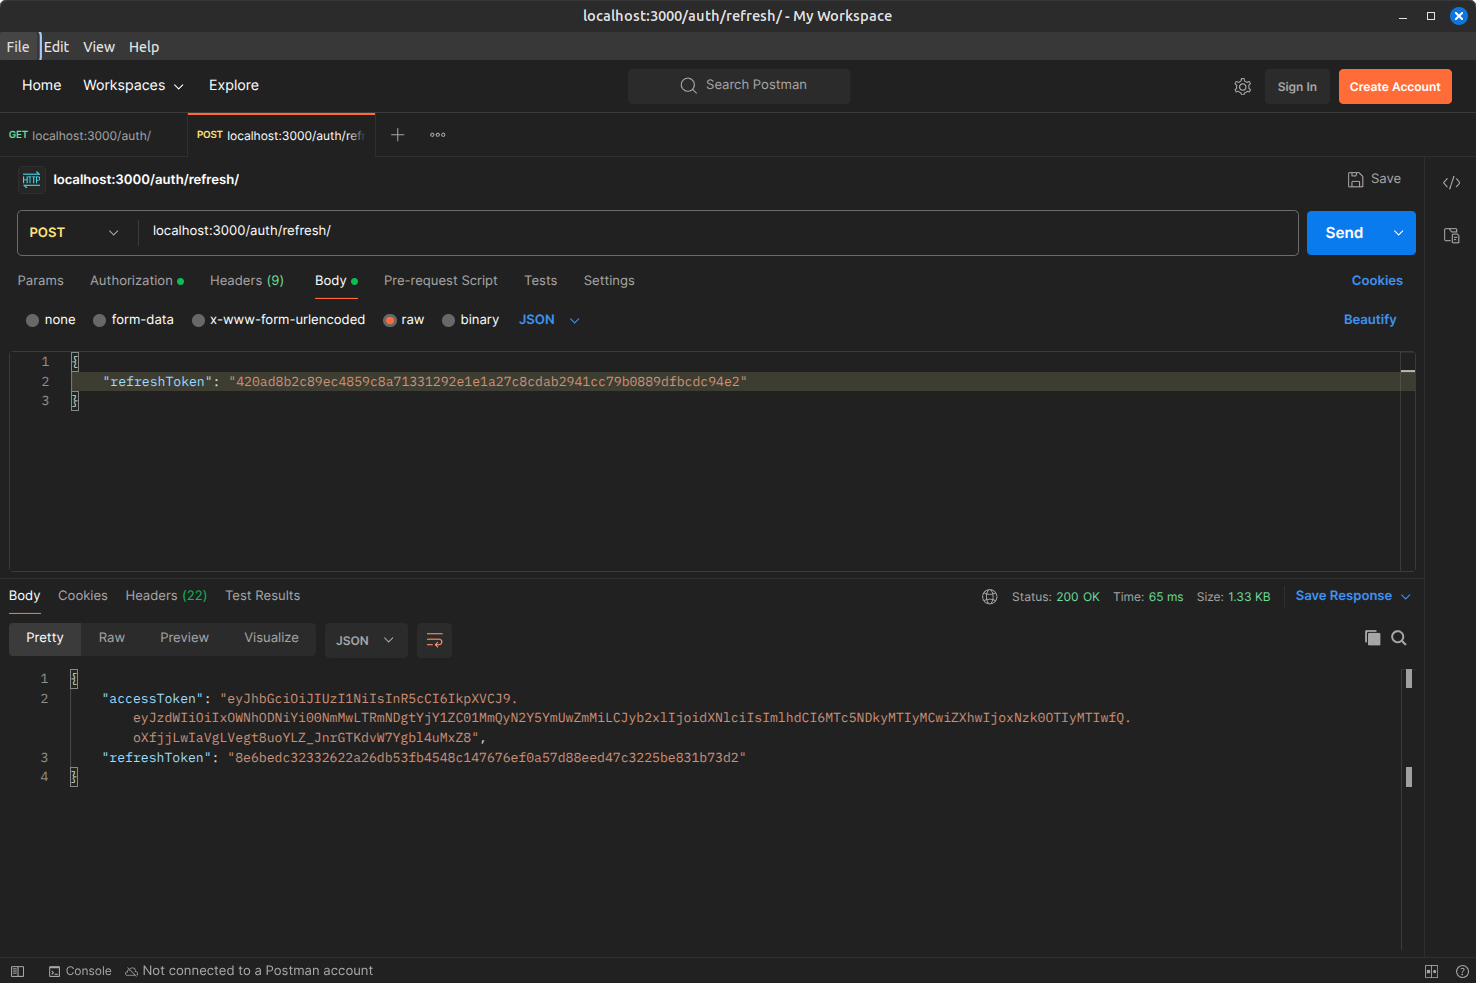 localhost:3000/auth/refresh/ - My Workspace
File Edit View Help
Home Workspaces Explore Search Postman Sign In Create Account
GET localhost:3000/auth/ POST localhost:3000/auth/ref
HTTP localhost:3000/auth/refresh/ Save
POST localhost:3000/auth/refresh/ Send
Params Authorization Headers (9) Body Pre-request Script Tests Settings Cookies
none form-data x-www-form-urlencoded raw binary JSON Beautify
1 {
2 "refreshToken": "420ad8b2c89ec4859c8a71331292e1e1a27c8cdab2941cc79b0889dfbcdc94e2"
3 }
Body Cookies Headers (22) Test Results Status: 200 OK Time: 65 ms Size: 1.33 KB Save Response
Pretty Raw Preview Visualize JSON
1 {
2 "accessToken": "eyJhbGciOiJIUzI1NiIsInR5cCI6IkpXVCJ9.
eyJzdWIiOiIxOWNhODNiYi00NmMwLTRmNDgtYjY1ZC01MmQyN2Y5YmUwZmMiLCJyb2xlIjoidXNlciIsImlhdCI6MTc5NDkyMTIyMCwiZXhwIjoxNzk0OTIyMTIwfQ.
oXfjjLwIaVgLVegt8uoYLZ_JnrGTKdvW7Ygbl4uMxZ8",
3 "refreshToken": "8e6bedc32332622a26db53fb4548c147676ef0a57d88eed47c3225be831b73d2"
4 }
Console Not connected to a Postman account